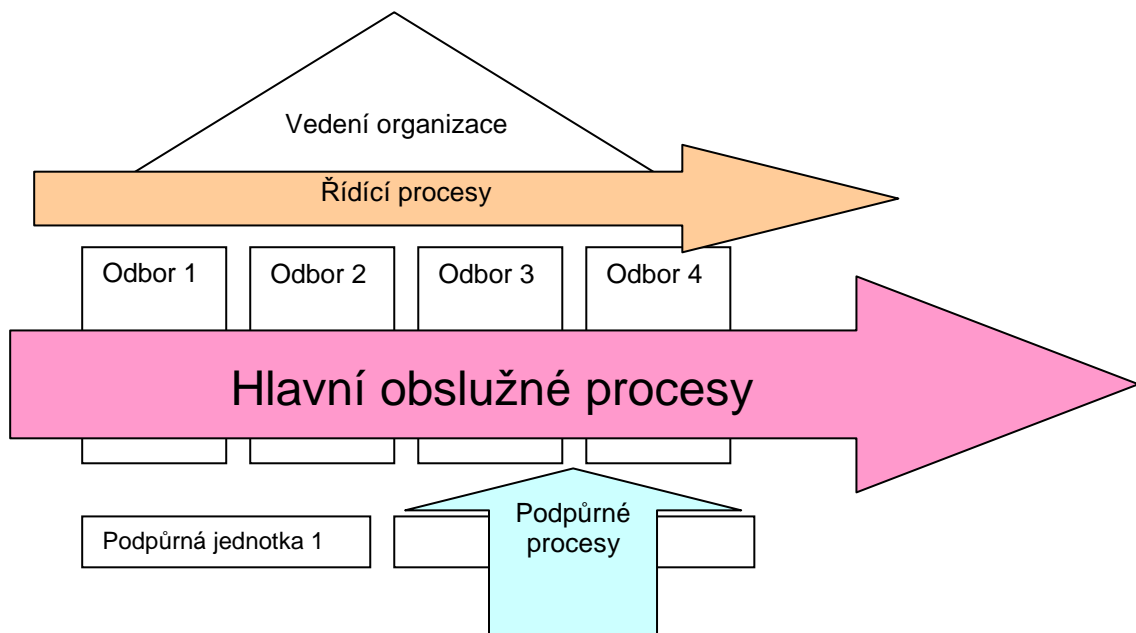 Vedení organizace
Řídící procesy
Odbor 1
Odbor 2
Odbor 3
Odbor 4
Hlavní obslužné procesy
Podpůrná jednotka 1
Podpůrné
procesy